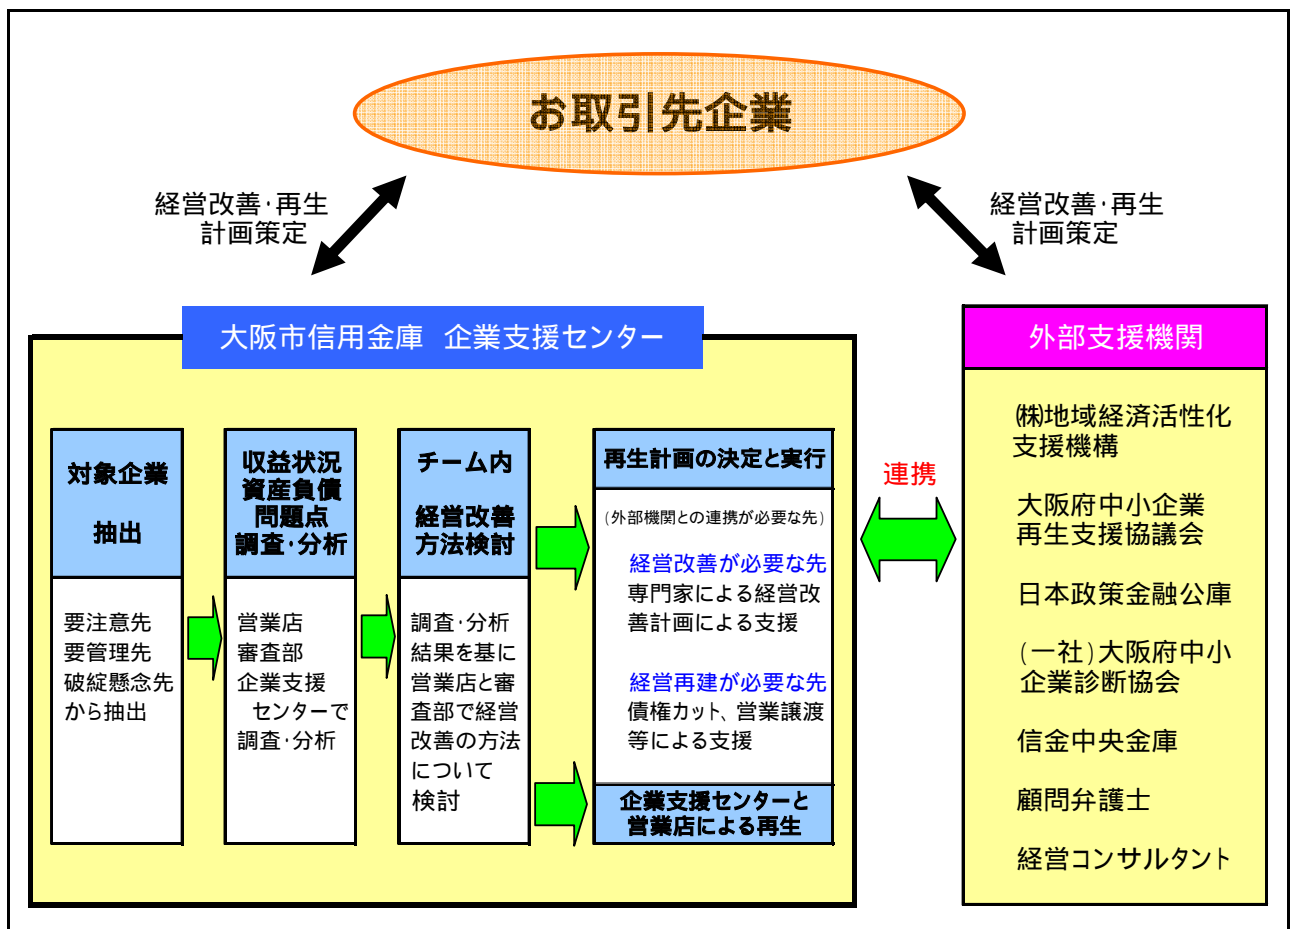 お取引先企業
経営改善・再生
計画策定
経営改善・再生
計画策定
大阪市信用金庫 企業支援センター
対象企業
抽出
要注意先
要管理先
破綻懸念先
から抽出
収益状況
資産負債
問題点
調査・分析
営業店
審査部
企業支援
センターで
調査・分析
チーム内
経営改善
方法検討
調査・分析
結果を基に
営業店と審
査部で経営
改善の方法
について
検討
再生計画の決定と実行
(外部機関との連携が必要な先)
経営改善が必要な先
専門家による経営改
善計画による支援
経営再建が必要な先
債権カット、営業譲渡
等による支援
企業支援センターと
営業店による再生
連携
外部支援機関
㈱地域経済活性化
支援機構
大阪府中小企業
再生支援協議会
日本政策金融公庫
(一社)大阪府中小
企業診断協会
信金中央金庫
顧問弁護士
経営コンサルタント